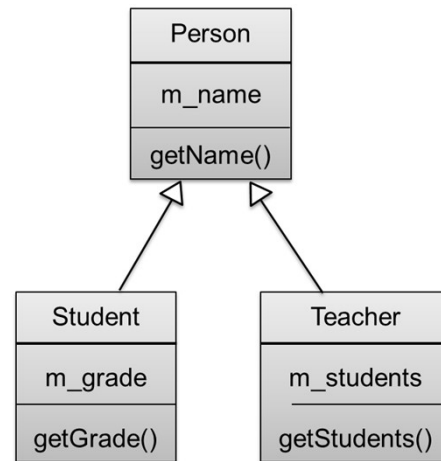 Person
m_name
getName()
Student
m_grade
getGrade()
Teacher
m_students
getStudents()